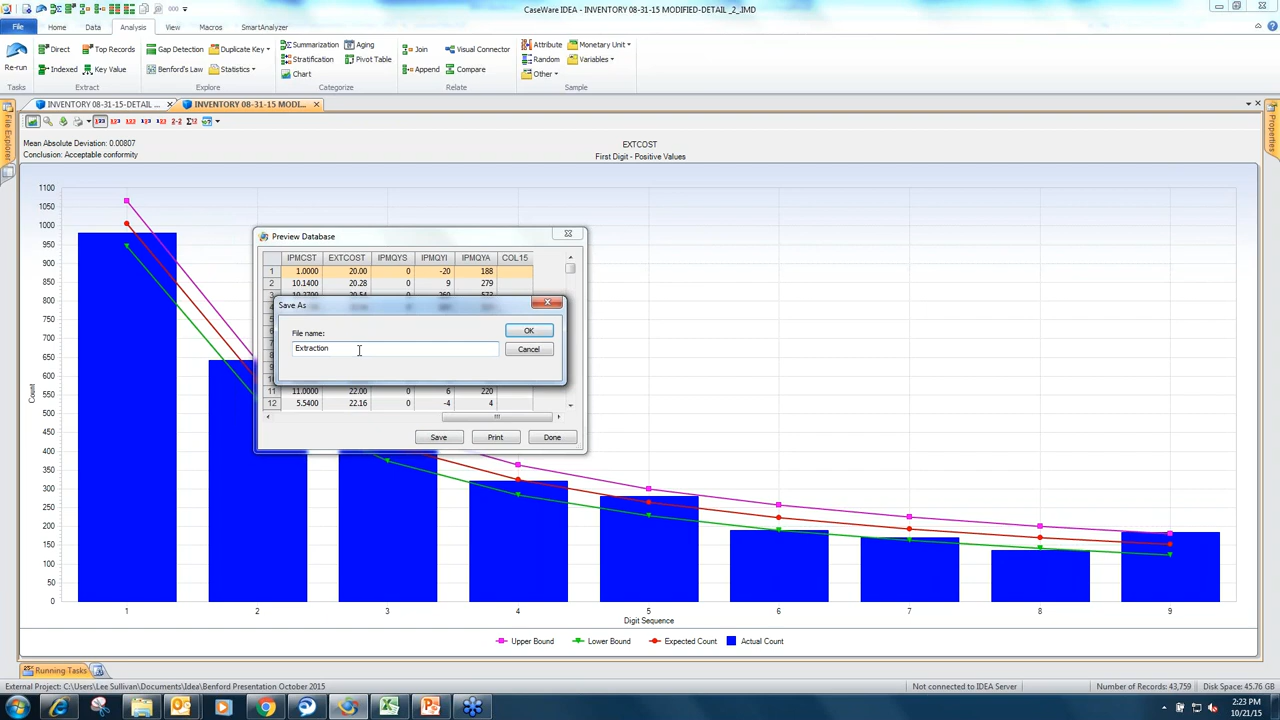 CaseWare IDEA - INVENTORY 08-31-15 MODIFIED-DETAIL _2_.IMD
File Home Data Analysis View Macros SmartAnalyzer
Direct Top Records Gap Detection Duplicate Key Summarization Aging Join Visual Connector Attribute Monetary Unit
Re-run Indexed Key Value Benford's Law Statistics Stratification Pivot Table Append Compare Random Variables
Chart Other
Tasks Extract Explore Categorize Relate Sample
INVENTORY 08-31-15-DETAIL ... INVENTORY 08-31-15 MODI...
File Explorer
Properties
Mean Absolute Deviation: 0.00807
Conclusion: Acceptable conformity
EXTCOST
First Digit - Positive Values
Count
1100
1050
1000
950
900
850
800
750
700
650
600
550
500
450
400
350
300
250
200
150
100
50
0
Preview Database
IPMCST EXTCOST IPMQYS IPMQYI IPMQYA COL15
1 1.0000 20.00 0 -20 188
2 10.1400 20.28 0 9 279
Save As
File name:
Extraction
OK
Cancel
11 11.0000 22.00 0 6 220
12 5.5400 22.16 0 -4 4
Save Print Done
1 2 3 4 5 6 7 8 9
Digit Sequence
Upper Bound Lower Bound Expected Count Actual Count
Running Tasks
External Project: C:\Users\Lee Sullivan\Documents\Idea\Benford Presentation October 2015 Not connected to IDEA Server Number of Records: 43,759 Disk Space: 45.76 GB
2:23 PM
10/21/15